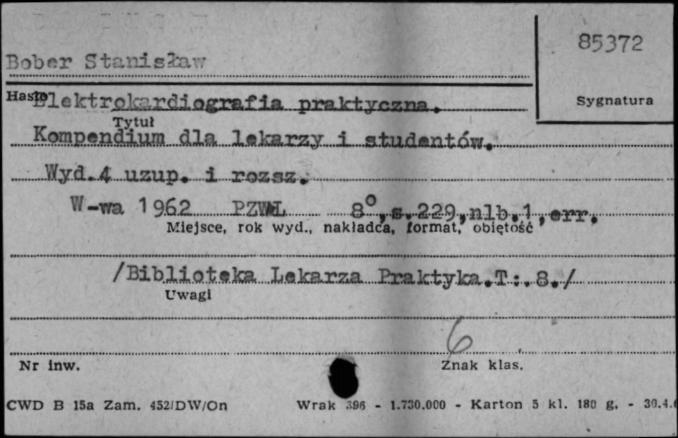 85372
Bober Stanisław
Hasło
Elektrokardiografia praktyczna.
Sygnatura
Tytuł
Kompendium dla lekarzy i studentów.
Wyd.4 uzup. i rozsz.
W-wa 1962 PZWL 8°,s.229,nlb.1,err.
Miejsce, rok wyd., nakładca, format, objętość
/Biblioteka Lekarza Praktyka.T:.8./
Uwagi
6
Nr inw.
Znak klas.
CWD B 15a Zam. 452/DW/On Wrak 396 - 1.730.000 - Karton 5 kl. 180 g. - 30.4.